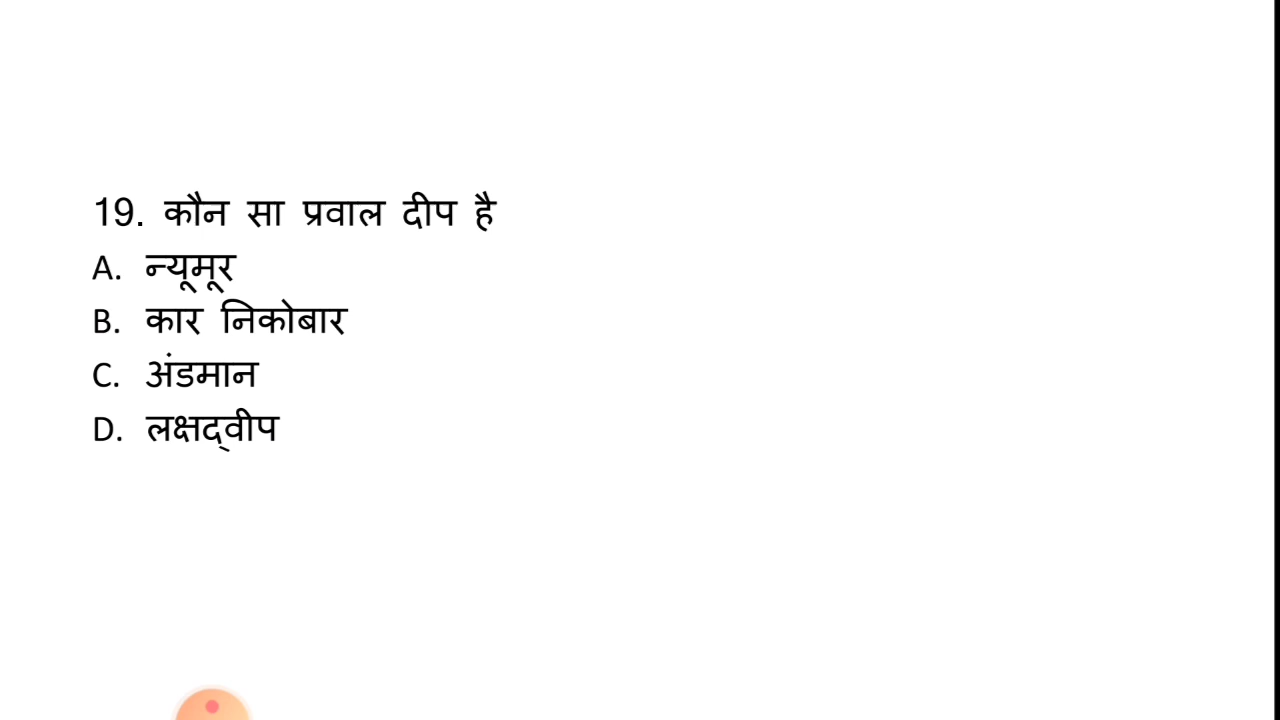 19. कौन सा प्रवाल दीप है
A. न्यूमूर
B. कार निकोबार
C. अंडमान
D. लक्षद्वीप